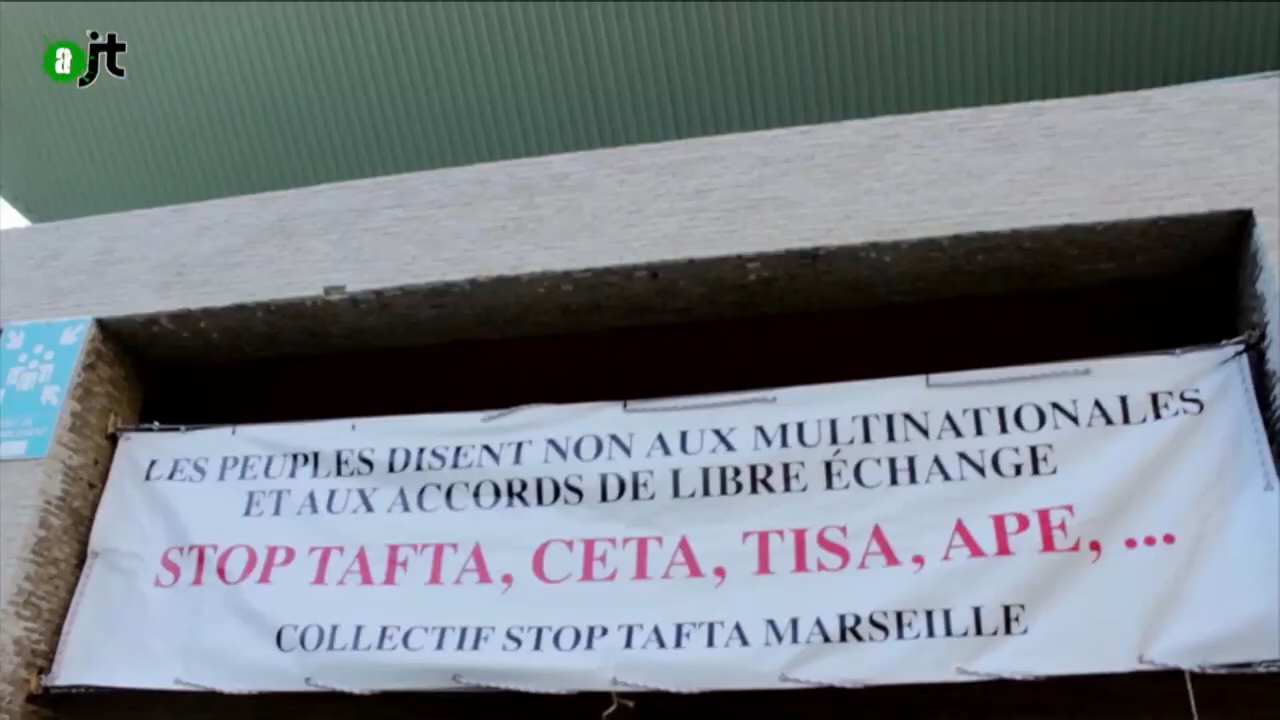 ajt
LES PEUPLES DISENT NON AUX MULTINATIONALES
ET AUX ACCORDS DE LIBRE ÉCHANGE
STOP TAFTA, CETA, TISA, APE, ...
COLLECTIF STOP TAFTA MARSEILLE